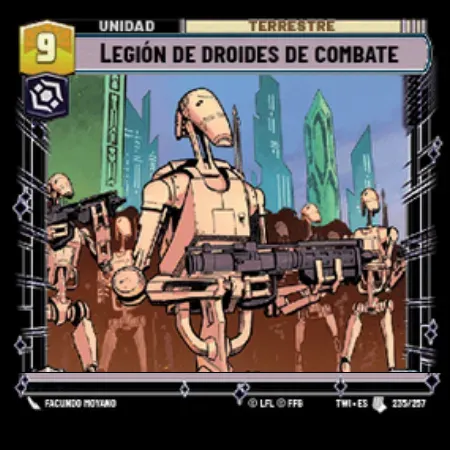 UNIDAD TERRESTRE
9 LEGIÓN DE DROIDES DE COMBATE
FACUNDO MOYANO © LFL © FFG TWI • ES 235/257